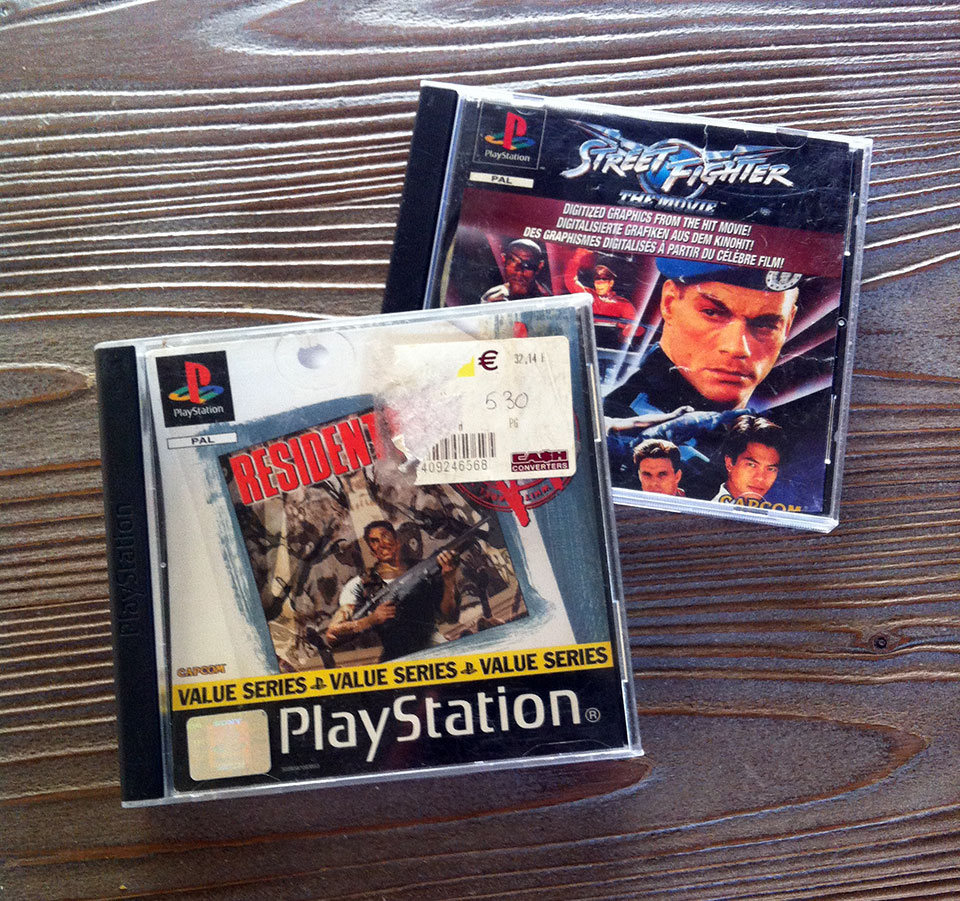 PlayStation
PAL
STREET FIGHTER
THE MOVIE
DIGITIZED GRAPHICS FROM THE HIT MOVIE!
DIGITALISIERTE GRAFIKEN AUS DEM KINOHIT!
DES GRAPHISMES DIGITALISÉS À PARTIR DU CÉLÈBRE FILM!
CAPCOM
PlayStation
PlayStation
PAL
RESIDENT
€
32,14 E
530
PG
409246568
CASH
CONVERTERS
CAPCOM
VALUE SERIES VALUE SERIES VALUE SERIES
PlayStation®